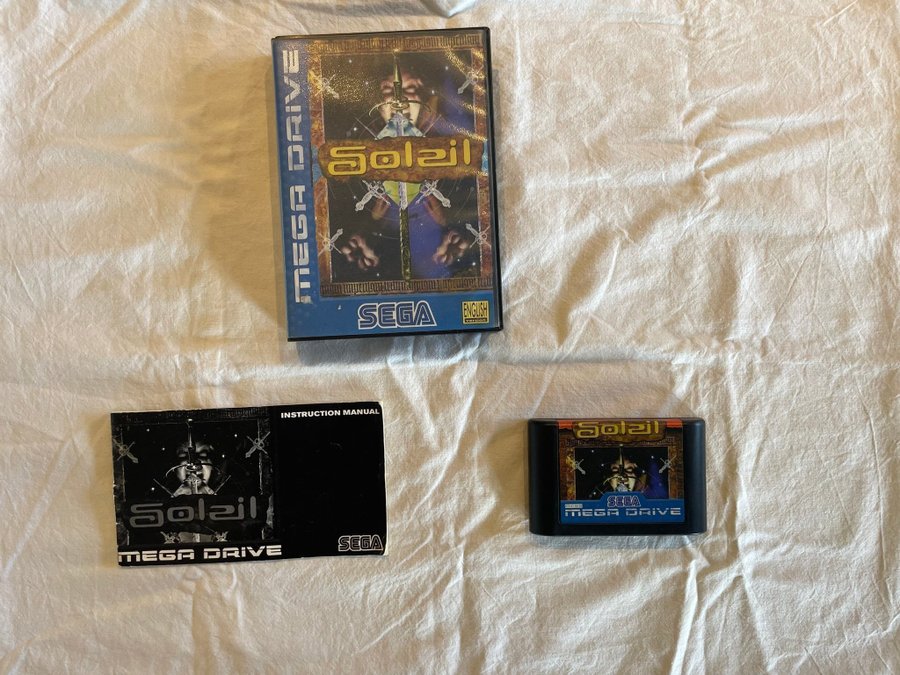 MEGA DRIVE
Soleil
SEGA
ENGLISH
INSTRUCTION MANUAL
Soleil
MEGA DRIVE
SEGA
Soleil
SEGA
MEGA DRIVE